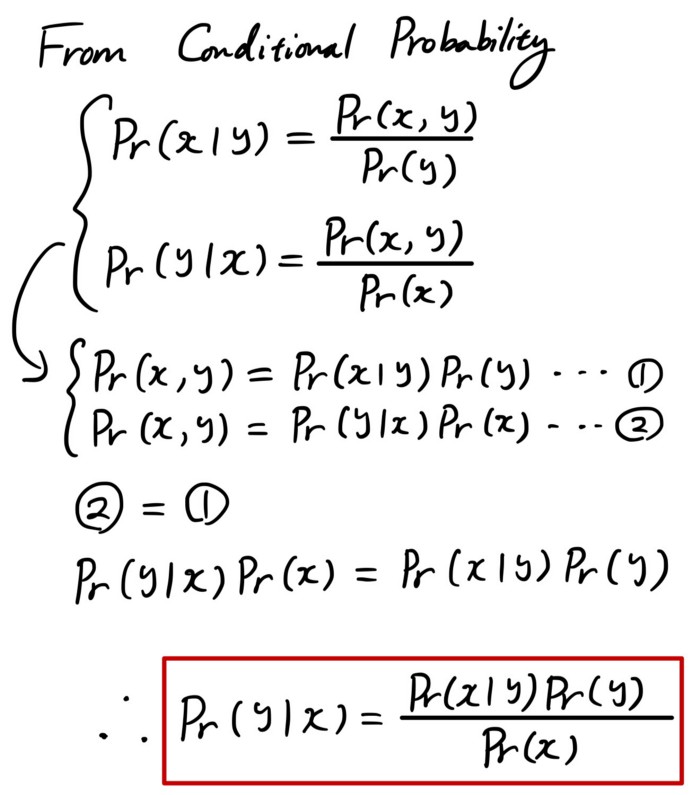 From Conditional Probability
Pr(x|y) = Pr(x,y) / Pr(y)
Pr(y|x) = Pr(x,y) / Pr(x)
Pr(x,y) = Pr(x|y)Pr(y) ··· ①
Pr(x,y) = Pr(y|x)Pr(x) ··· ②
② = ①
Pr(y|x)Pr(x) = Pr(x|y)Pr(y)
∴ Pr(y|x) = Pr(x|y)Pr(y) / Pr(x)